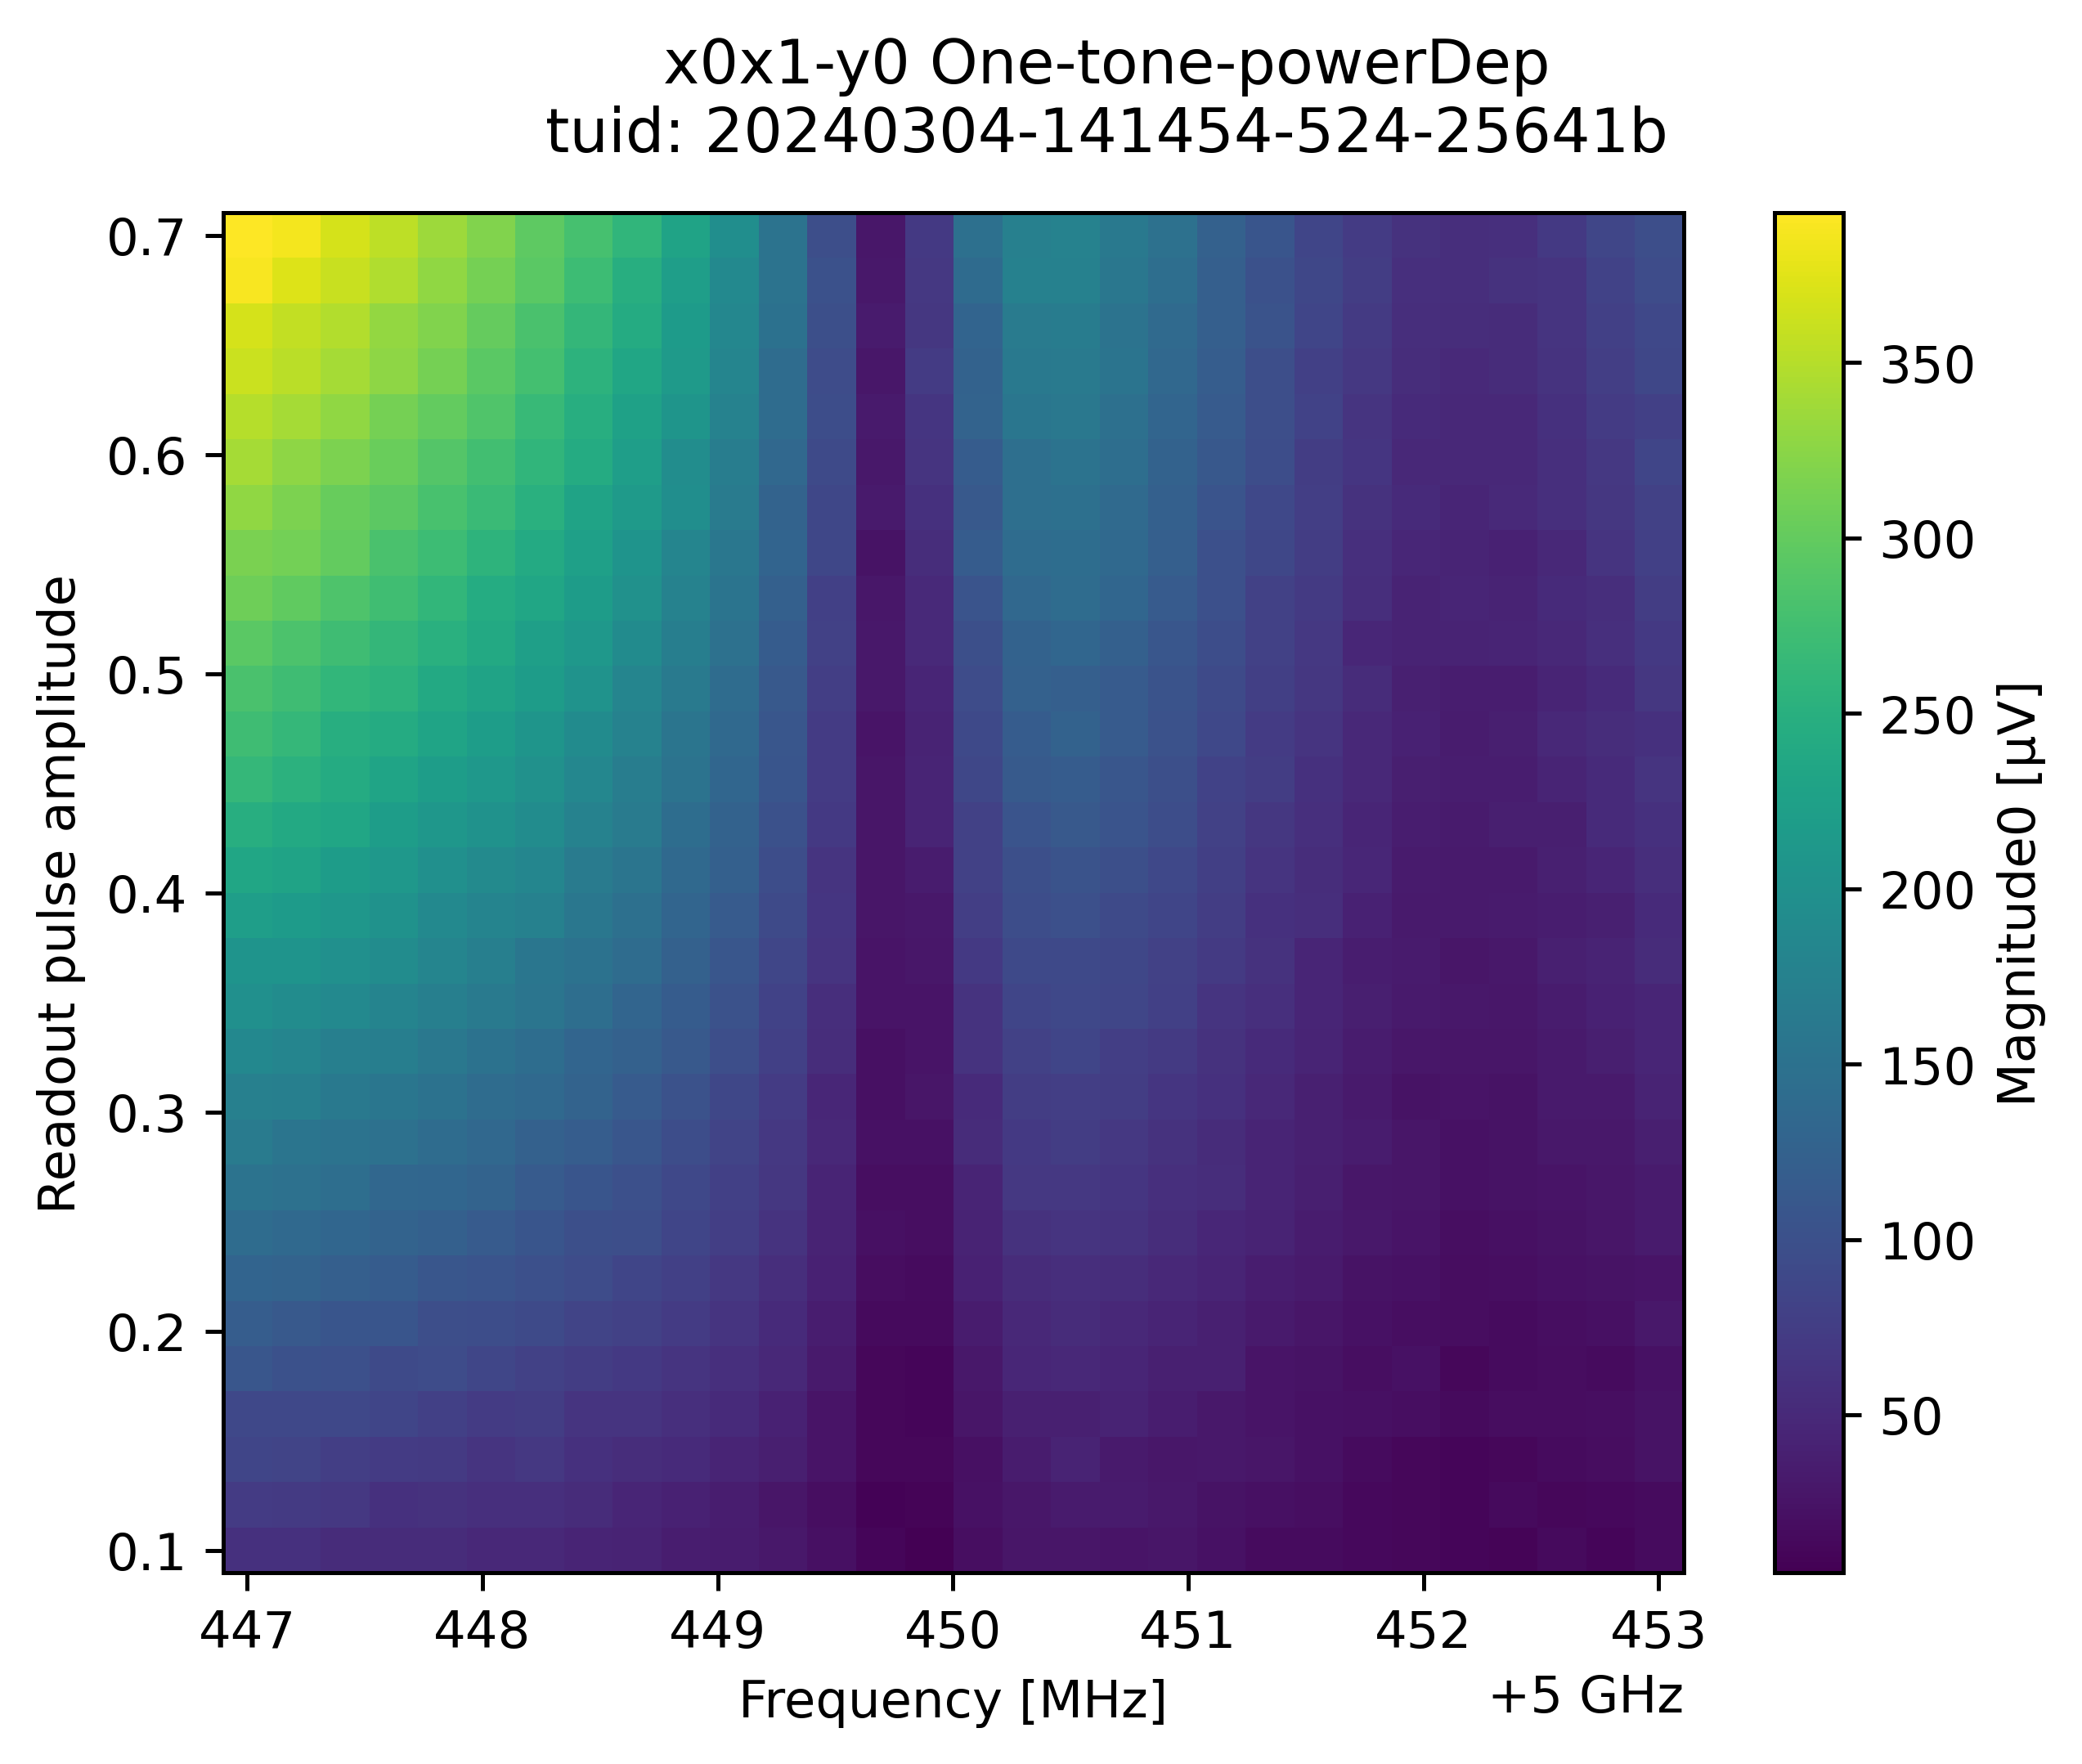 x0x1-y0 One-tone-powerDep
tuid: 20240304-141454-524-25641b
Readout pulse amplitude
0.7
0.6
0.5
0.4
0.3
0.2
0.1
447 448 449 450 451 452 453
Frequency [MHz]
+5 GHz
350
300
250
200
150
100
50
Magnitude0 [µV]